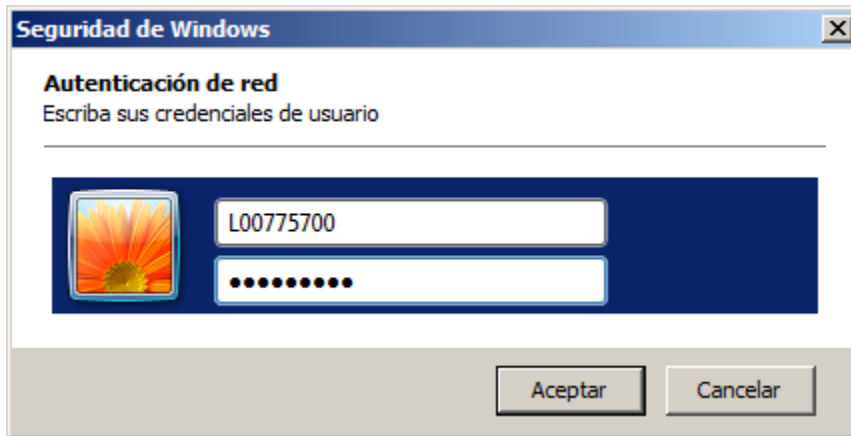 Seguridad de Windows
Autenticación de red
Escriba sus credenciales de usuario
L00775700
•••••••••
Aceptar
Cancelar